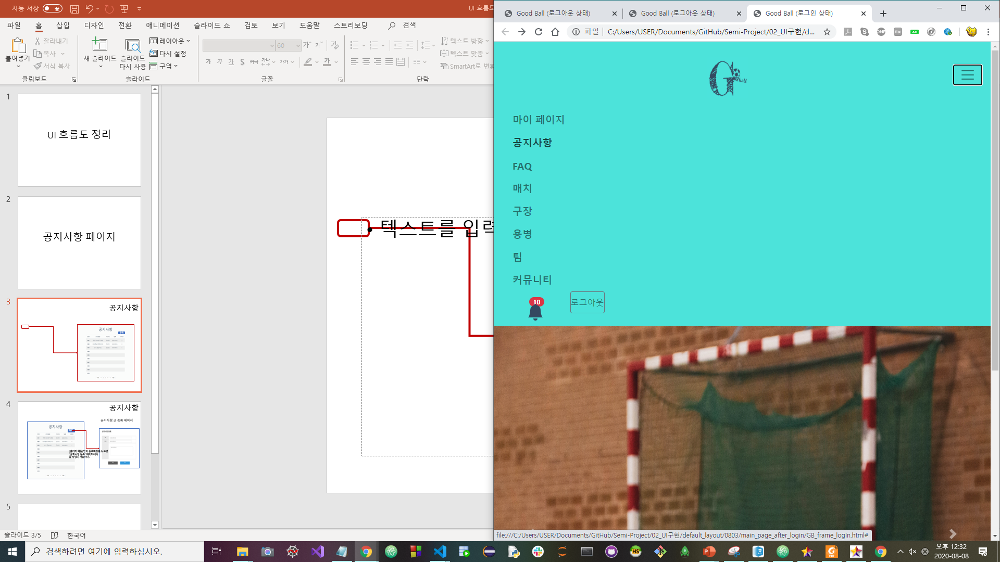 자동 저장 끔
UI 흐름도
파일 홈 삽입 디자인 전환 애니메이션 슬라이드 쇼 검토 보기 도움말 스토리보딩 검색
붙여넣기
잘라내기
복사
서식 복사
클립보드
새 슬라이드
슬라이드 다시 사용
레이아웃
다시 설정
구역
슬라이드
60
글꼴
텍스트 방향
텍스트 맞춤
SmartArt로 변환
단락
1
UI 흐름도 정리
2
공지사항 페이지
3
공지사항
공지사항
4
공지사항
공지사항 글 등록 페이지
공지사항
5
텍스트를 입력
슬라이드 3/5 한국어
Good Ball (로그아웃 상태)
Good Ball (로그아웃 상태)
Good Ball (로그인 상태)
파일 C:/Users/USER/Documents/GitHub/Semi-Project/02_UI구현/d...
마이 페이지
공지사항
FAQ
매치
구장
용병
팀
커뮤니티
10
로그아웃
file:///C:/Users/USER/Documents/GitHub/Semi-Project/02_UI구현/default_layout/0803/main_page_after_login/GB_frame_logIn.html#
검색하려면 여기에 입력하십시오.
오후 12:32
2020-08-08